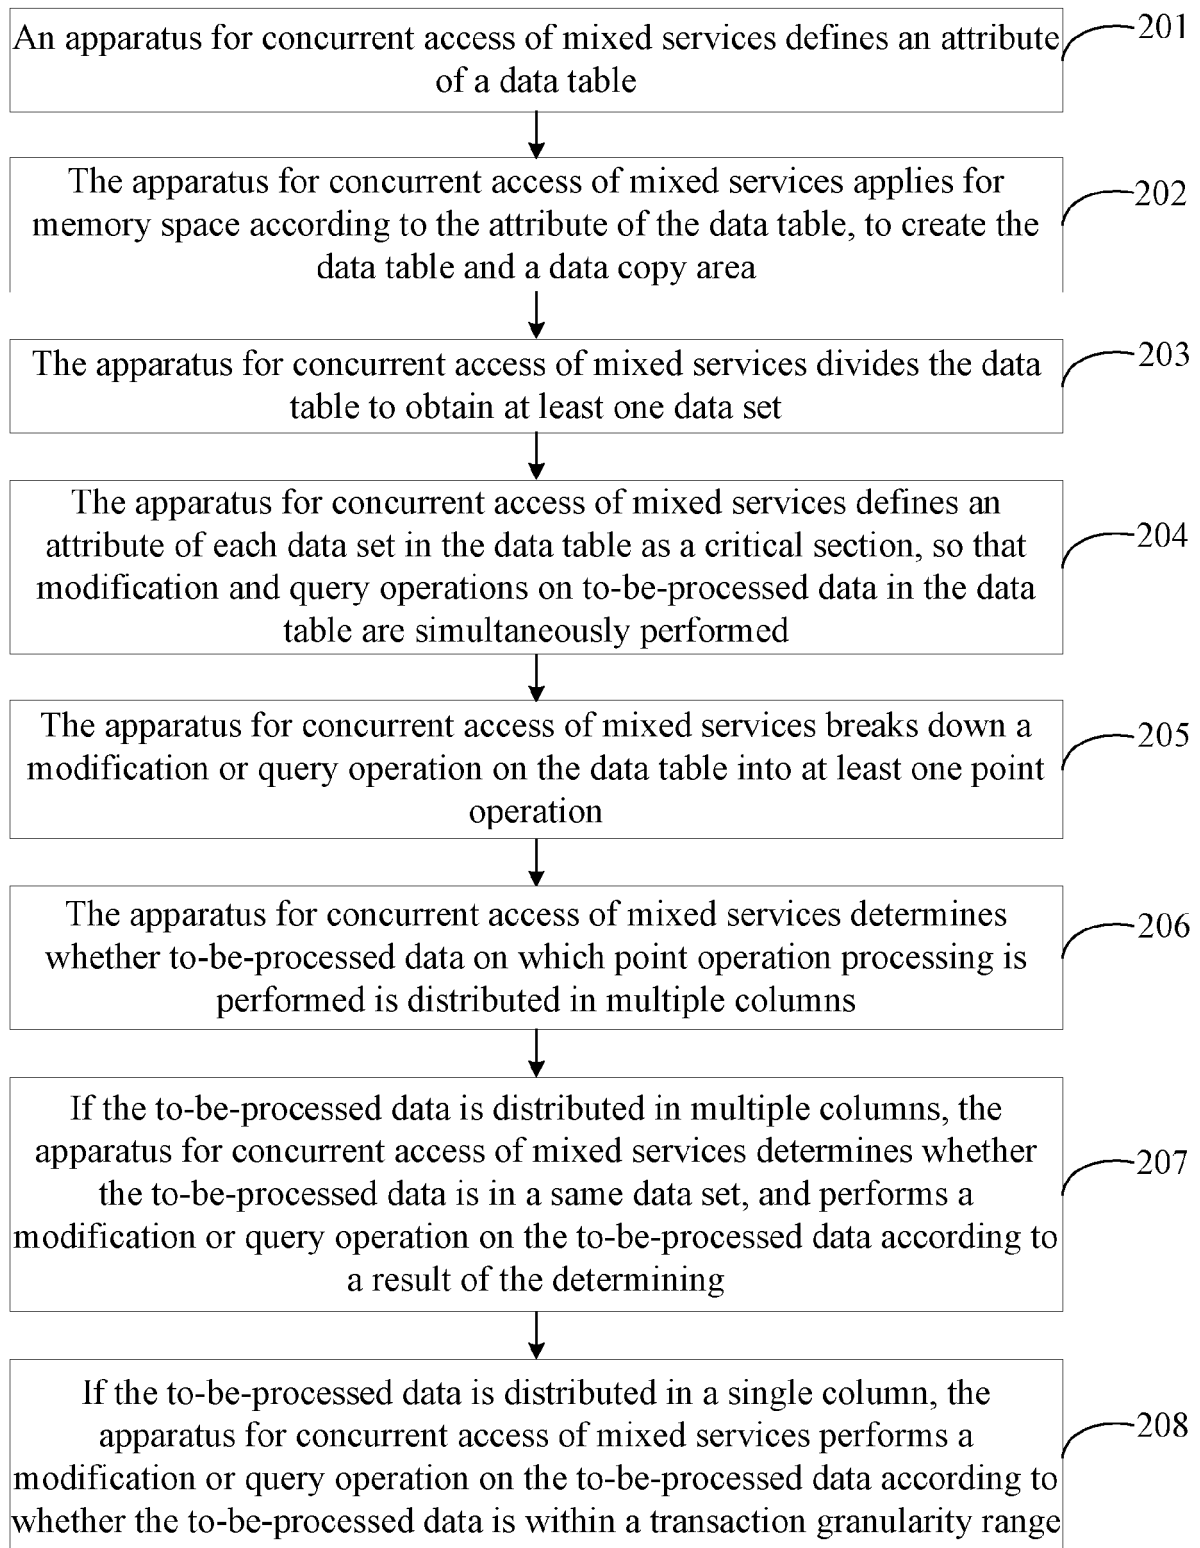 An apparatus for concurrent access of mixed services defines an attribute
of a data table
201
The apparatus for concurrent access of mixed services applies for
memory space according to the attribute of the data table, to create the
data table and a data copy area
202
The apparatus for concurrent access of mixed services divides the data
table to obtain at least one data set
203
The apparatus for concurrent access of mixed services defines an
attribute of each data set in the data table as a critical section, so that
modification and query operations on to-be-processed data in the data
table are simultaneously performed
204
The apparatus for concurrent access of mixed services breaks down a
modification or query operation on the data table into at least one point
operation
205
The apparatus for concurrent access of mixed services determines
whether to-be-processed data on which point operation processing is
performed is distributed in multiple columns
206
If the to-be-processed data is distributed in multiple columns, the
apparatus for concurrent access of mixed services determines whether
the to-be-processed data is in a same data set, and performs a
modification or query operation on the to-be-processed data according to
a result of the determining
207
If the to-be-processed data is distributed in a single column, the
apparatus for concurrent access of mixed services performs a
modification or query operation on the to-be-processed data according to
whether the to-be-processed data is within a transaction granularity range
208